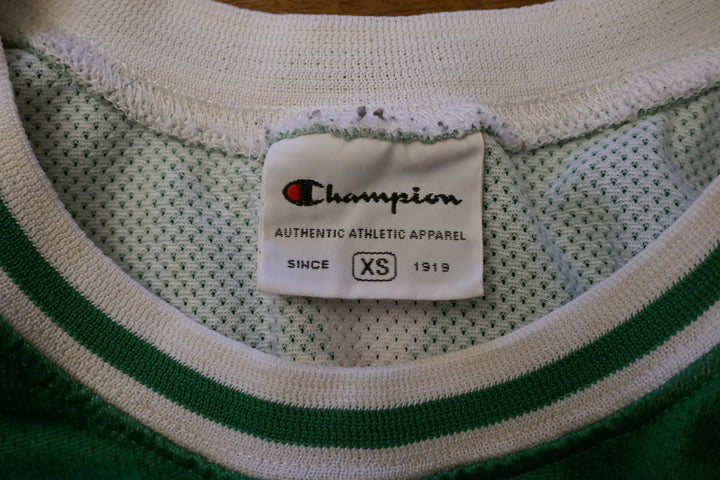 Champion
AUTHENTIC ATHLETIC APPAREL
SINCE XS 1919